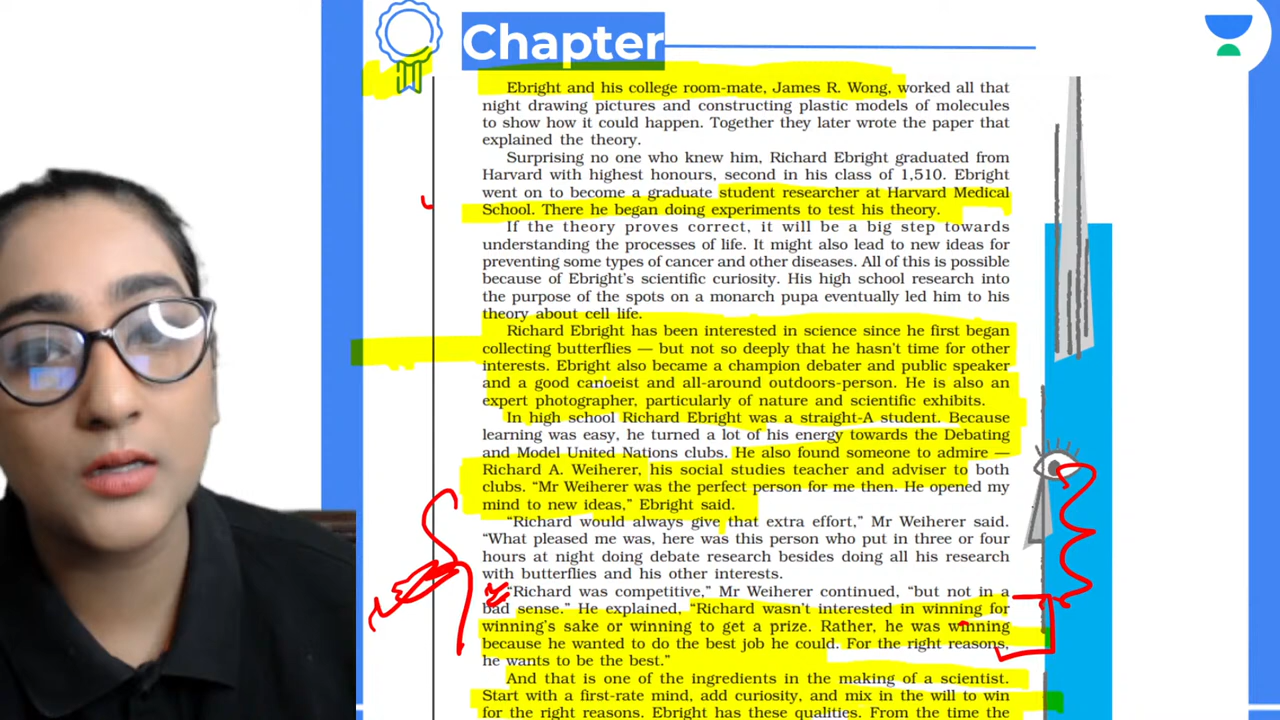 Chapter
Ebright and his college room-mate, James R. Wong, worked all that
night drawing pictures and constructing plastic models of molecules
to show how it could happen. Together they later wrote the paper that
explained the theory.
Surprising no one who knew him, Richard Ebright graduated from
Harvard with highest honours, second in his class of 1,510. Ebright
went on to become a graduate student researcher at Harvard Medical
School. There he began doing experiments to test his theory.
If the theory proves correct, it will be a big step towards
understanding the processes of life. It might also lead to new ideas for
preventing some types of cancer and other diseases. All of this is possible
because of Ebright's scientific curiosity. His high school research into
the purpose of the spots on a monarch pupa eventually led him to his
theory about cell life.
Richard Ebright has been interested in science since he first began
collecting butterflies — but not so deeply that he hasn't time for other
interests. Ebright also became a champion debater and public speaker
and a good canoeist and all-around outdoors-person. He is also an
expert photographer, particularly of nature and scientific exhibits.
In high school Richard Ebright was a straight-A student. Because
learning was easy, he turned a lot of his energy towards the Debating
and Model United Nations clubs. He also found someone to admire —
Richard A. Weiherer, his social studies teacher and adviser to both
clubs. “Mr Weiherer was the perfect person for me then. He opened my
mind to new ideas,” Ebright said.
“Richard would always give that extra effort,” Mr Weiherer said.
“What pleased me was, here was this person who put in three or four
hours at night doing debate research besides doing all his research
with butterflies and his other interests.
“Richard was competitive,” Mr Weiherer continued, “but not in a
bad sense.” He explained, “Richard wasn't interested in winning for
winning's sake or winning to get a prize. Rather, he was winning
because he wanted to do the best job he could. For the right reasons,
he wants to be the best.”
And that is one of the ingredients in the making of a scientist.
Start with a first-rate mind, add curiosity, and mix in the will to win
for the right reasons. Ebright has these qualities. From the time the